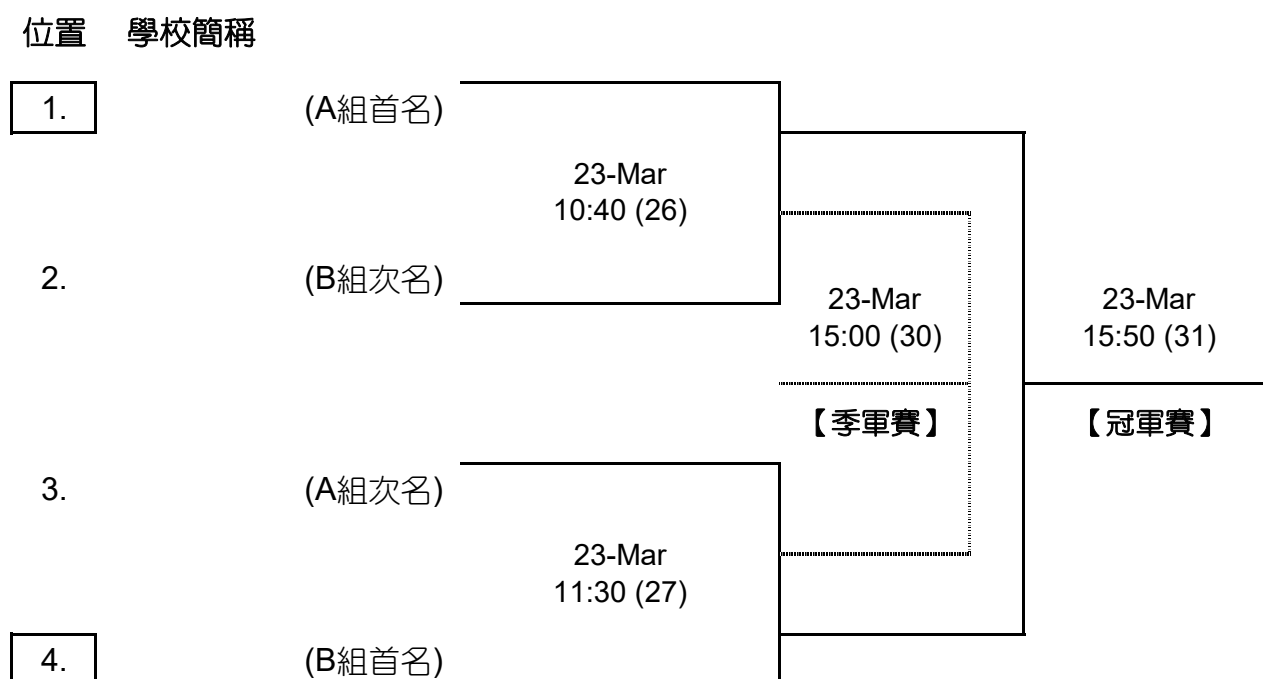 位置 學校簡稱
1. (A組首名)
23-Mar
10:40 (26)
2. (B組次名)
23-Mar
15:00 (30)
【季軍賽】
23-Mar
15:50 (31)
【冠軍賽】
3. (A組次名)
23-Mar
11:30 (27)
4. (B組首名)